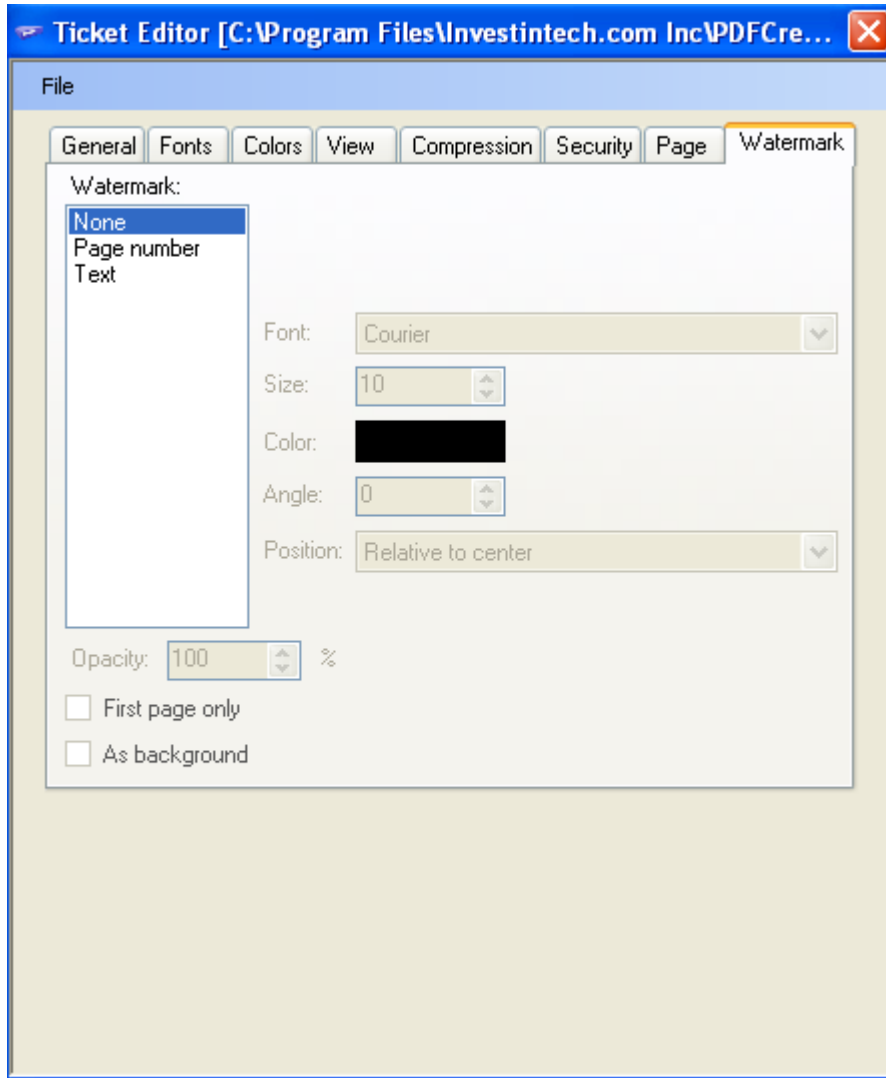 Ticket Editor [C:\Program Files\Investintech.com Inc\PDFCre...
File
General Fonts Colors View Compression Security Page Watermark
Watermark:
None
Page number
Text
Font: Courier
Size: 10
Color:
Angle: 0
Position: Relative to center
Opacity: 100 %
First page only
As background